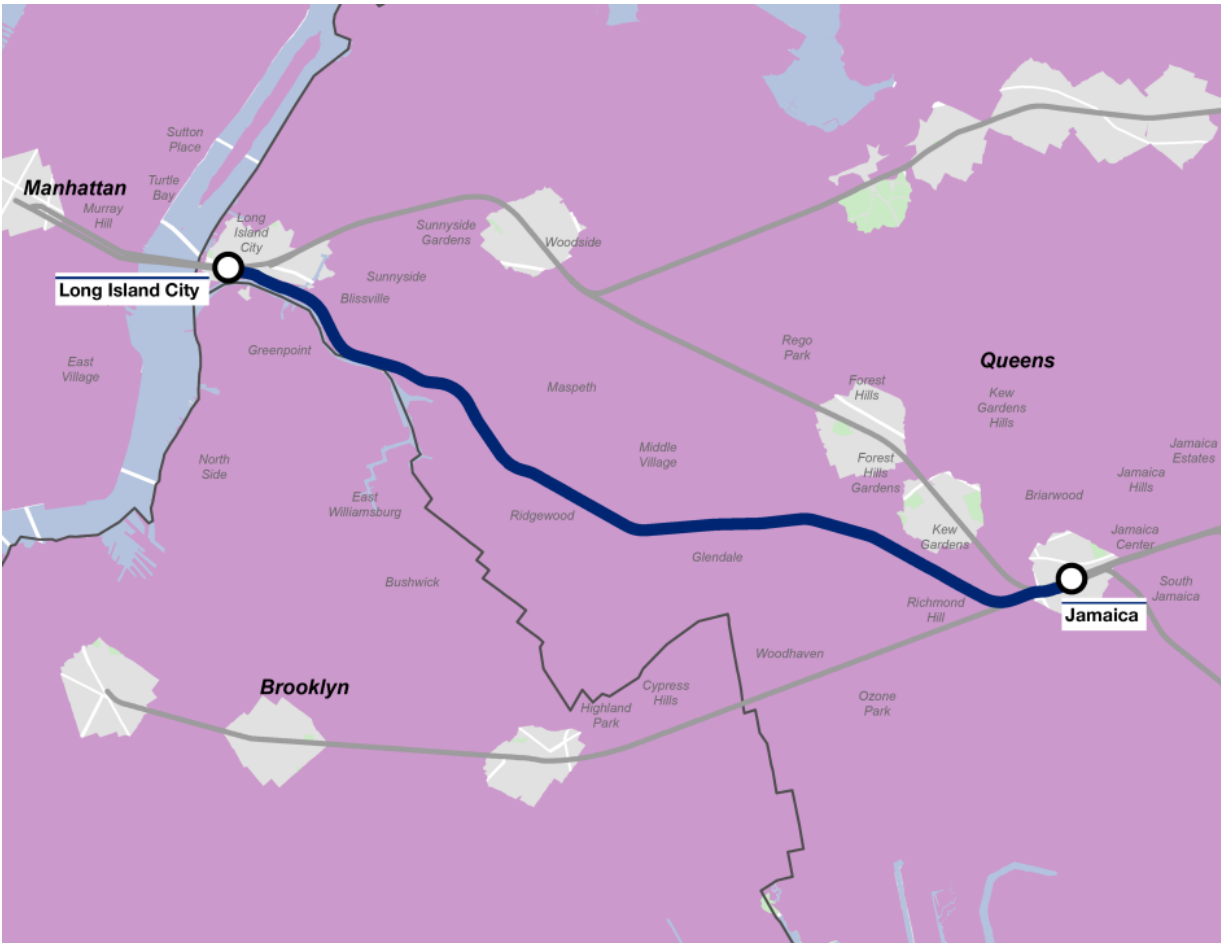 Sutton
Place
Manhattan
Turtle
Bay
Murray
Hill
Long
Island
City
Sunnyside
Gardens
Woodside
Long Island City
Sunnyside
Blissville
Greenpoint
East
Village
Maspeth
Rego
Park
Queens
Forest
Hills
Kew
Gardens
Hills
North
Side
East
Williamsburg
Middle
Village
Forest
Hills
Gardens
Jamaica
Estates
Jamaica
Hills
Briarwood
Ridgewood
Kew
Gardens
Jamaica
Center
Glendale
Bushwick
South
Jamaica
Richmond
Hill
Jamaica
Woodhaven
Brooklyn
Cypress
Hills
Highland
Park
Ozone
Park